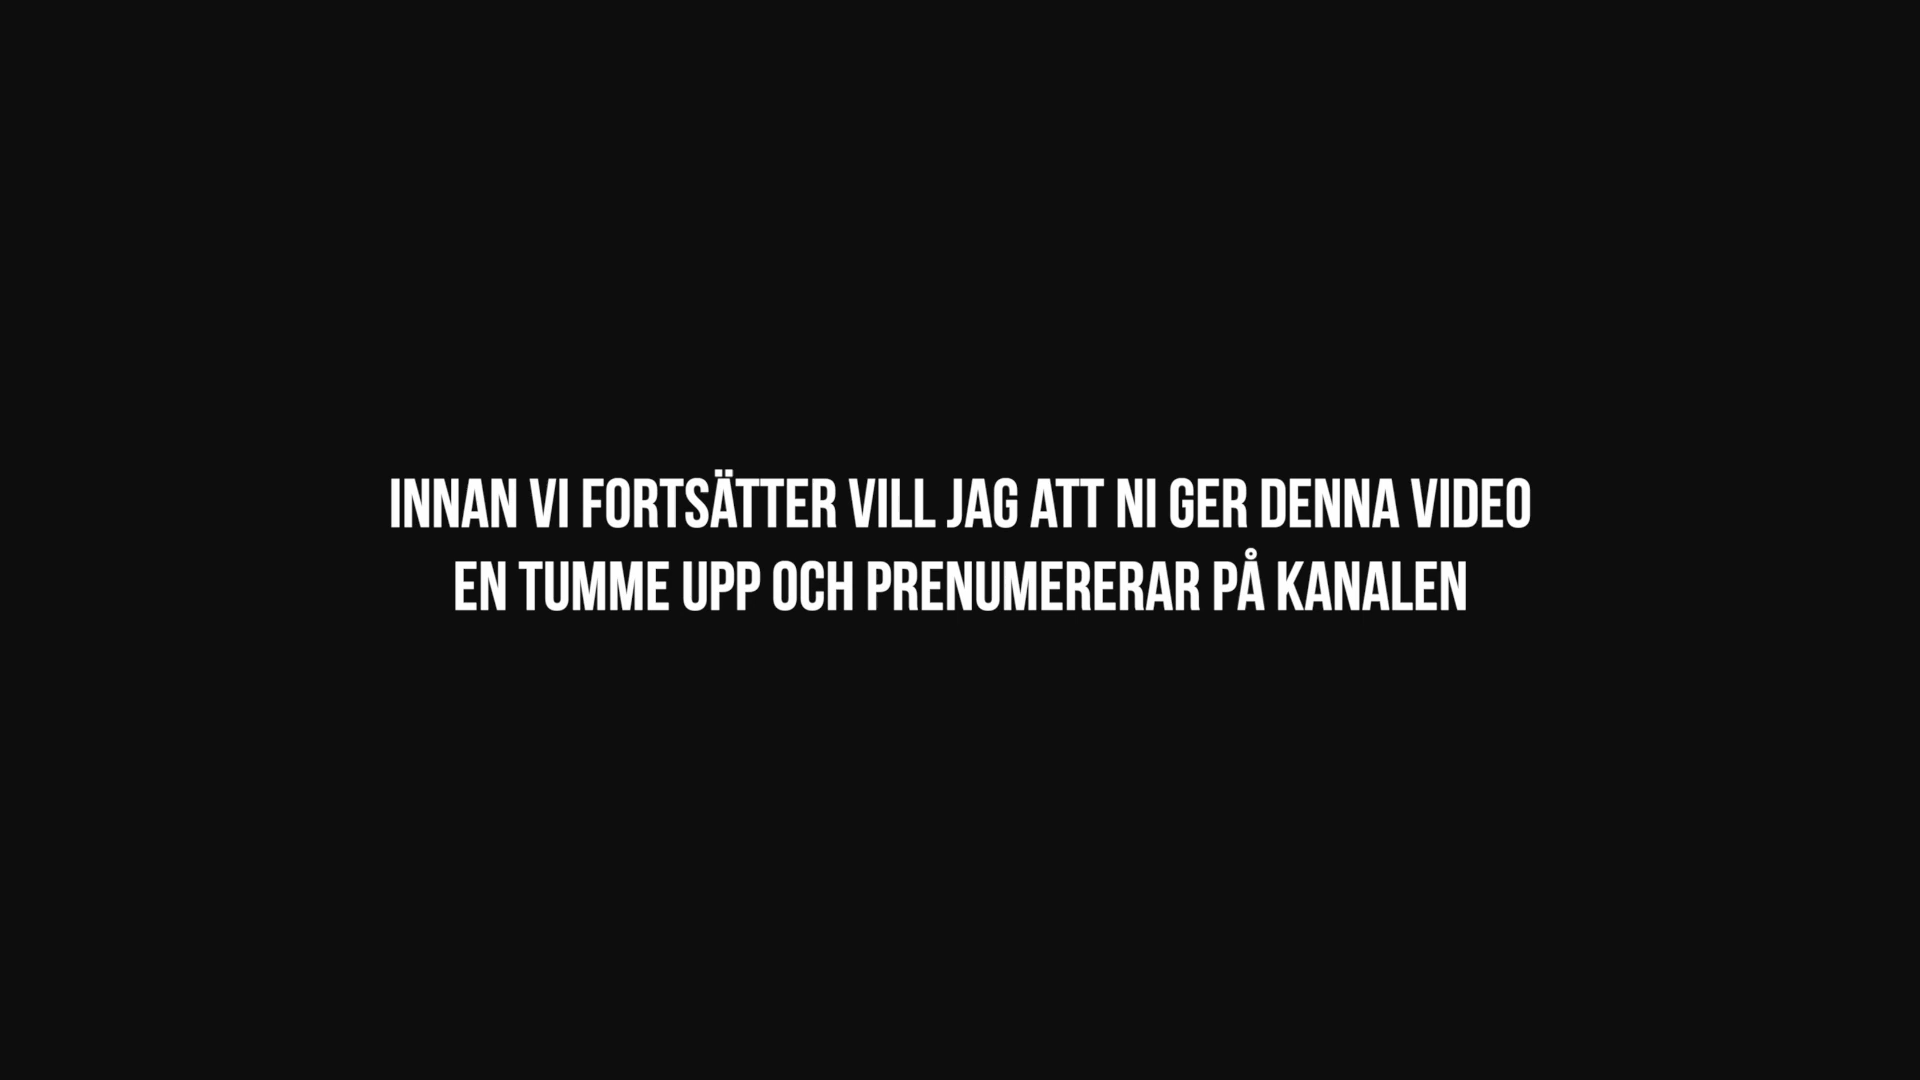 INNAN VI FORTSÄTTER VILL JAG ATT NI GER DENNA VIDEO
EN TUMME UPP OCH PRENUMERERAR PÅ KANALEN